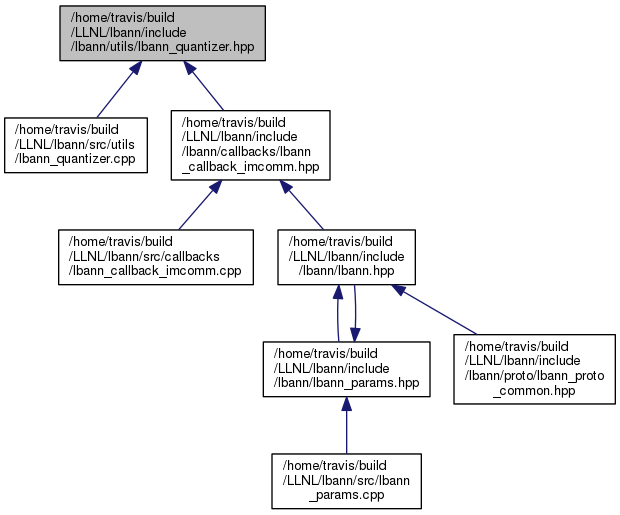 /home/travis/build
/LLNL/lbann/include
/lbann/utils/lbann_quantizer.hpp
/home/travis/build
/LLNL/lbann/src/utils
/lbann_quantizer.cpp
/home/travis/build
/LLNL/lbann/include
/lbann/callbacks/lbann
_callback_imcomm.hpp
/home/travis/build
/LLNL/lbann/src/callbacks
/lbann_callback_imcomm.cpp
/home/travis/build
/LLNL/lbann/include
/lbann/lbann.hpp
/home/travis/build
/LLNL/lbann/include
/lbann/lbann_params.hpp
/home/travis/build
/LLNL/lbann/include
/lbann/proto/lbann_proto
_common.hpp
/home/travis/build
/LLNL/lbann/src/lbann
_params.cpp